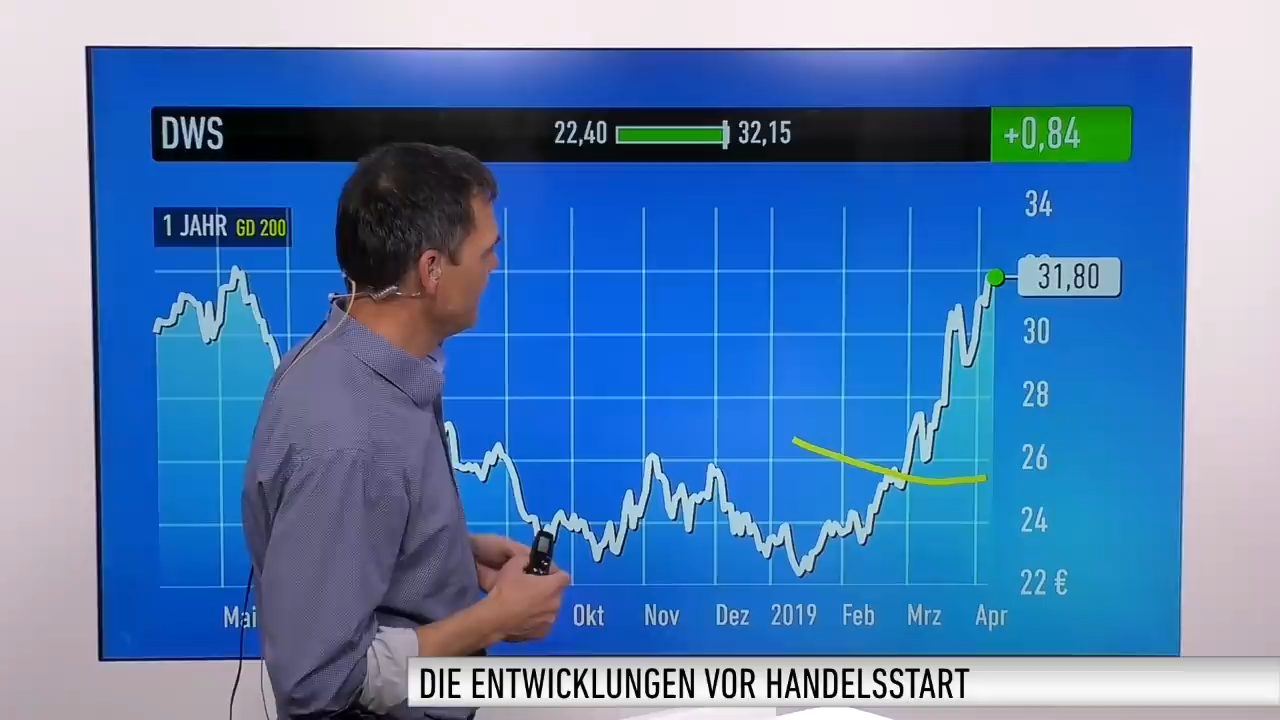 DWS 22,40 32,15 +0,84
1 JAHR GD 200
34
31,80
30
28
26
24
22 €
Mai Okt Nov Dez 2019 Feb Mrz Apr
DIE ENTWICKLUNGEN VOR HANDELSSTART